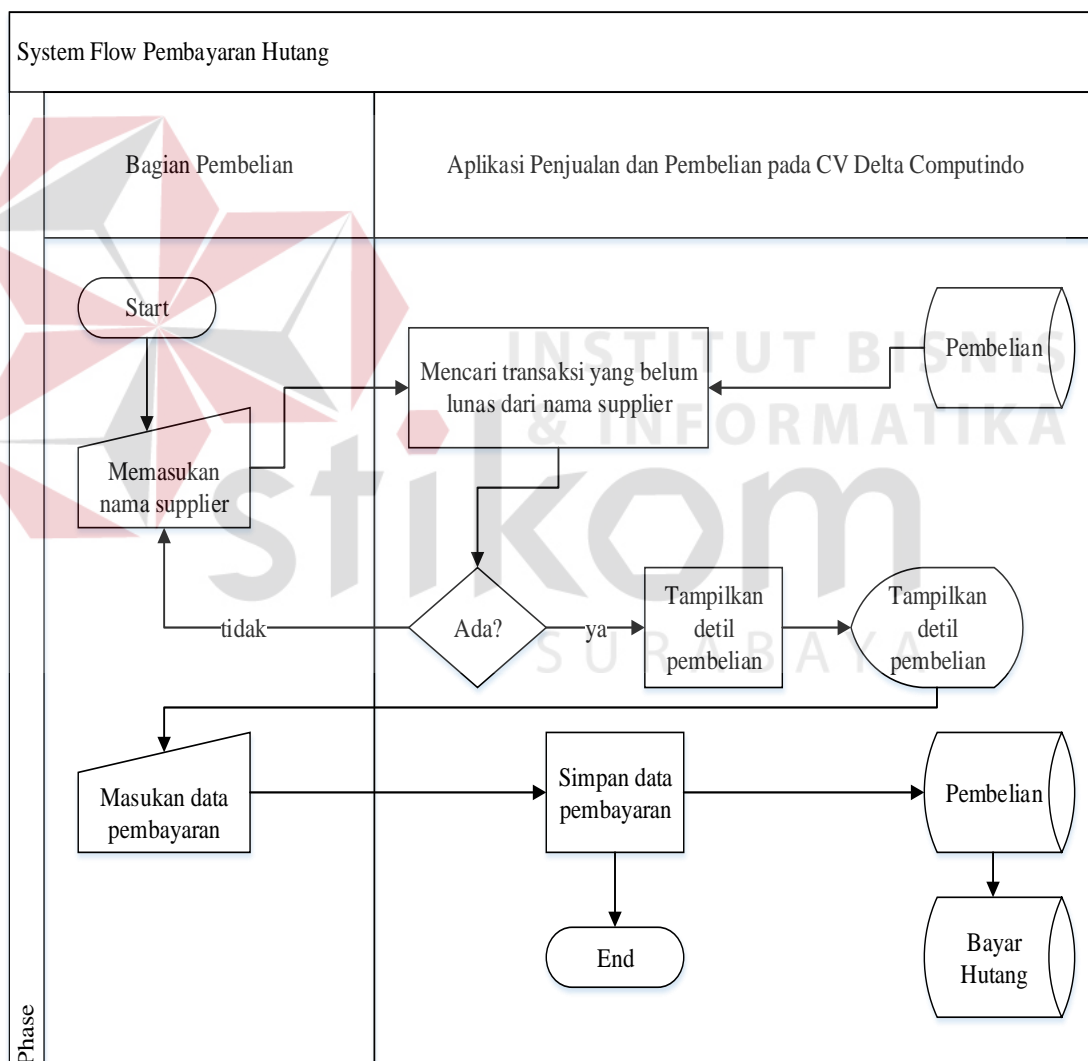 System Flow Pembayaran Hutang
Bagian Pembelian
Aplikasi Penjualan dan Pembelian pada CV Delta Computindo
Start
Pembelian
Mencari transaksi yang belum
lunas dari nama supplier
Memasukan
nama supplier
tidak
Ada?
ya
Tampilkan
detil
pembelian
Tampilkan
detil
pembelian
Masukan data
pembayaran
Simpan data
pembayaran
Pembelian
End
Bayar
Hutang
Phase
INSTITUT BISNIS
& INFORMATIKA
stikom
SURABAYA